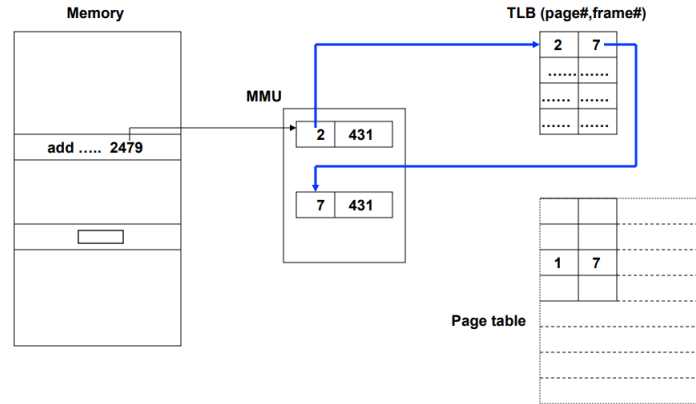 Memory
TLB (page#,frame#)
2 7
...... ......
MMU
...... ......
2 431
...... ......
add ..... 2479
7 431
1 7
Page table